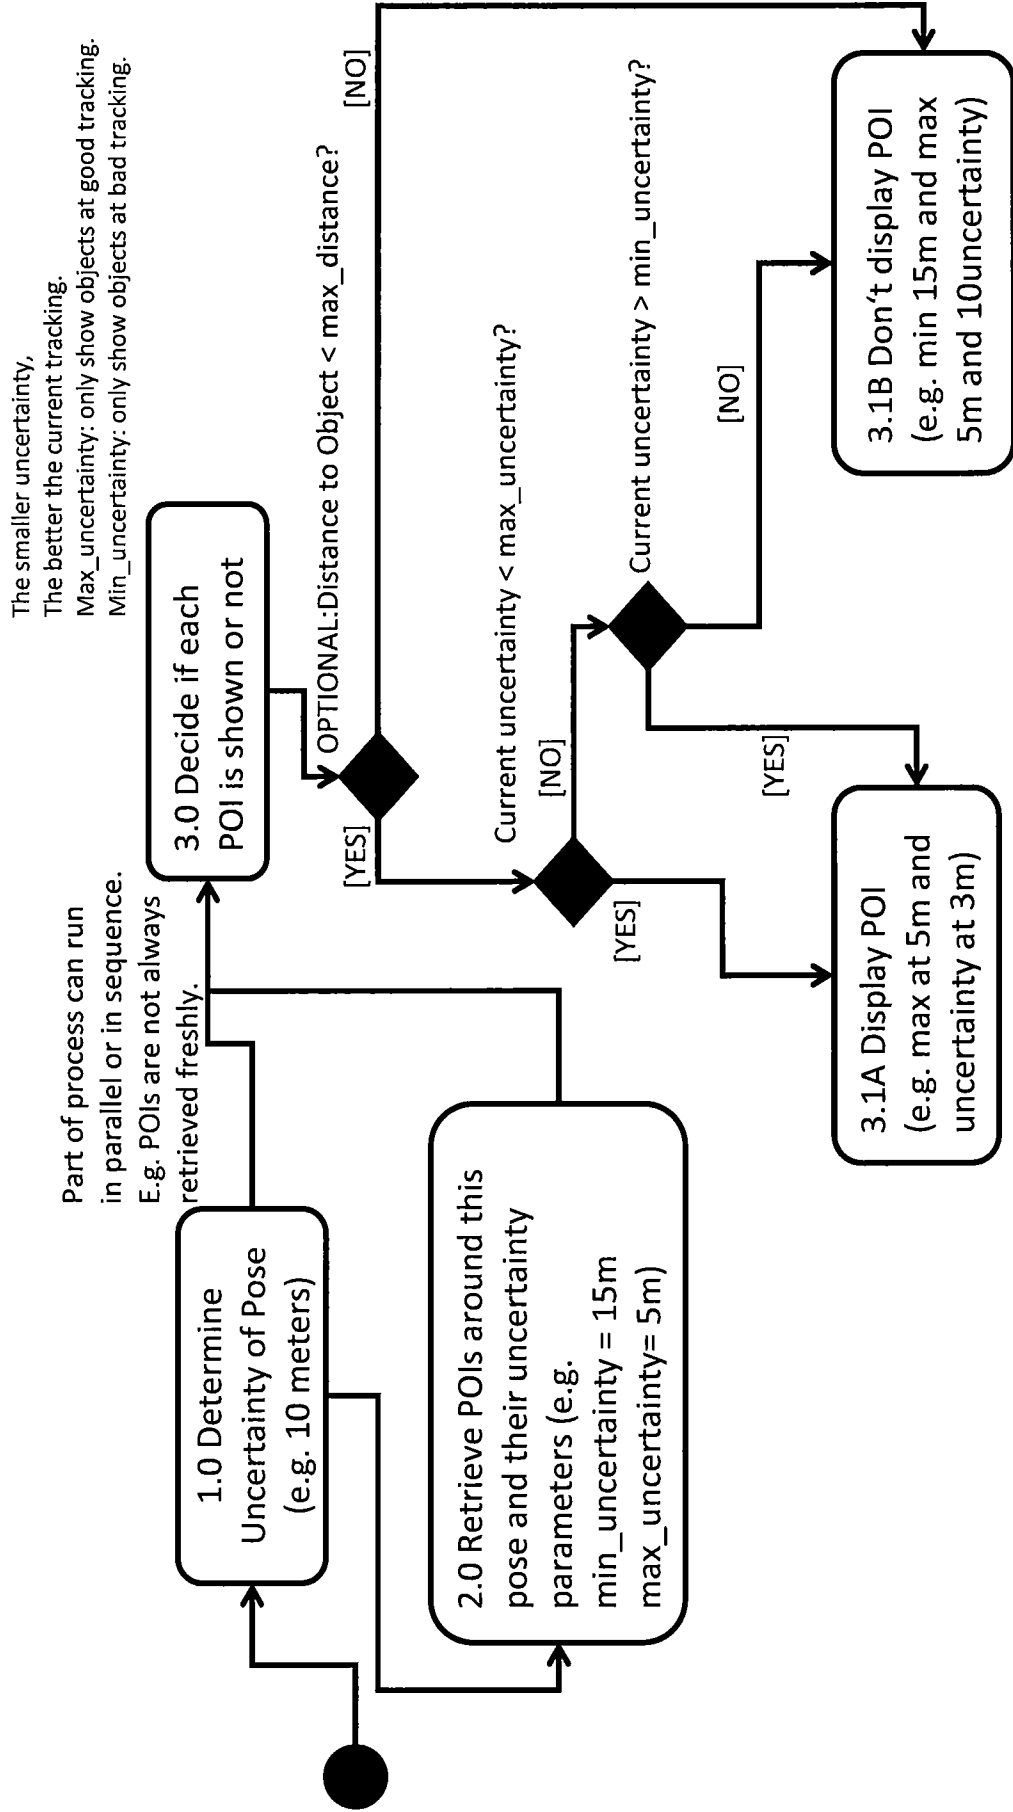 The smaller uncertainty,
The better the current tracking.
Max_uncertainty: only show objects at good tracking.
Min_uncertainty: only show objects at bad tracking.
Part of process can run
in parallel or in sequence.
E.g. POIs are not always
retrieved freshly.
1.0 Determine
Uncertainty of Pose
(e.g. 10 meters)
2.0 Retrieve POIs around this
pose and their uncertainty
parameters (e.g.
min_uncertainty = 15m
max_uncertainty= 5m)
3.0 Decide if each
POI is shown or not
OPTIONAL:Distance to Object < max_distance?
[YES]
[NO]
Current uncertainty < max_uncertainty?
[NO]
[YES]
Current uncertainty > min_uncertainty?
[YES]
[NO]
3.1A Display POI
(e.g. max at 5m and
uncertainty at 3m)
3.1B Don‘t display POI
(e.g. min 15m and max
5m and 10uncertainty)